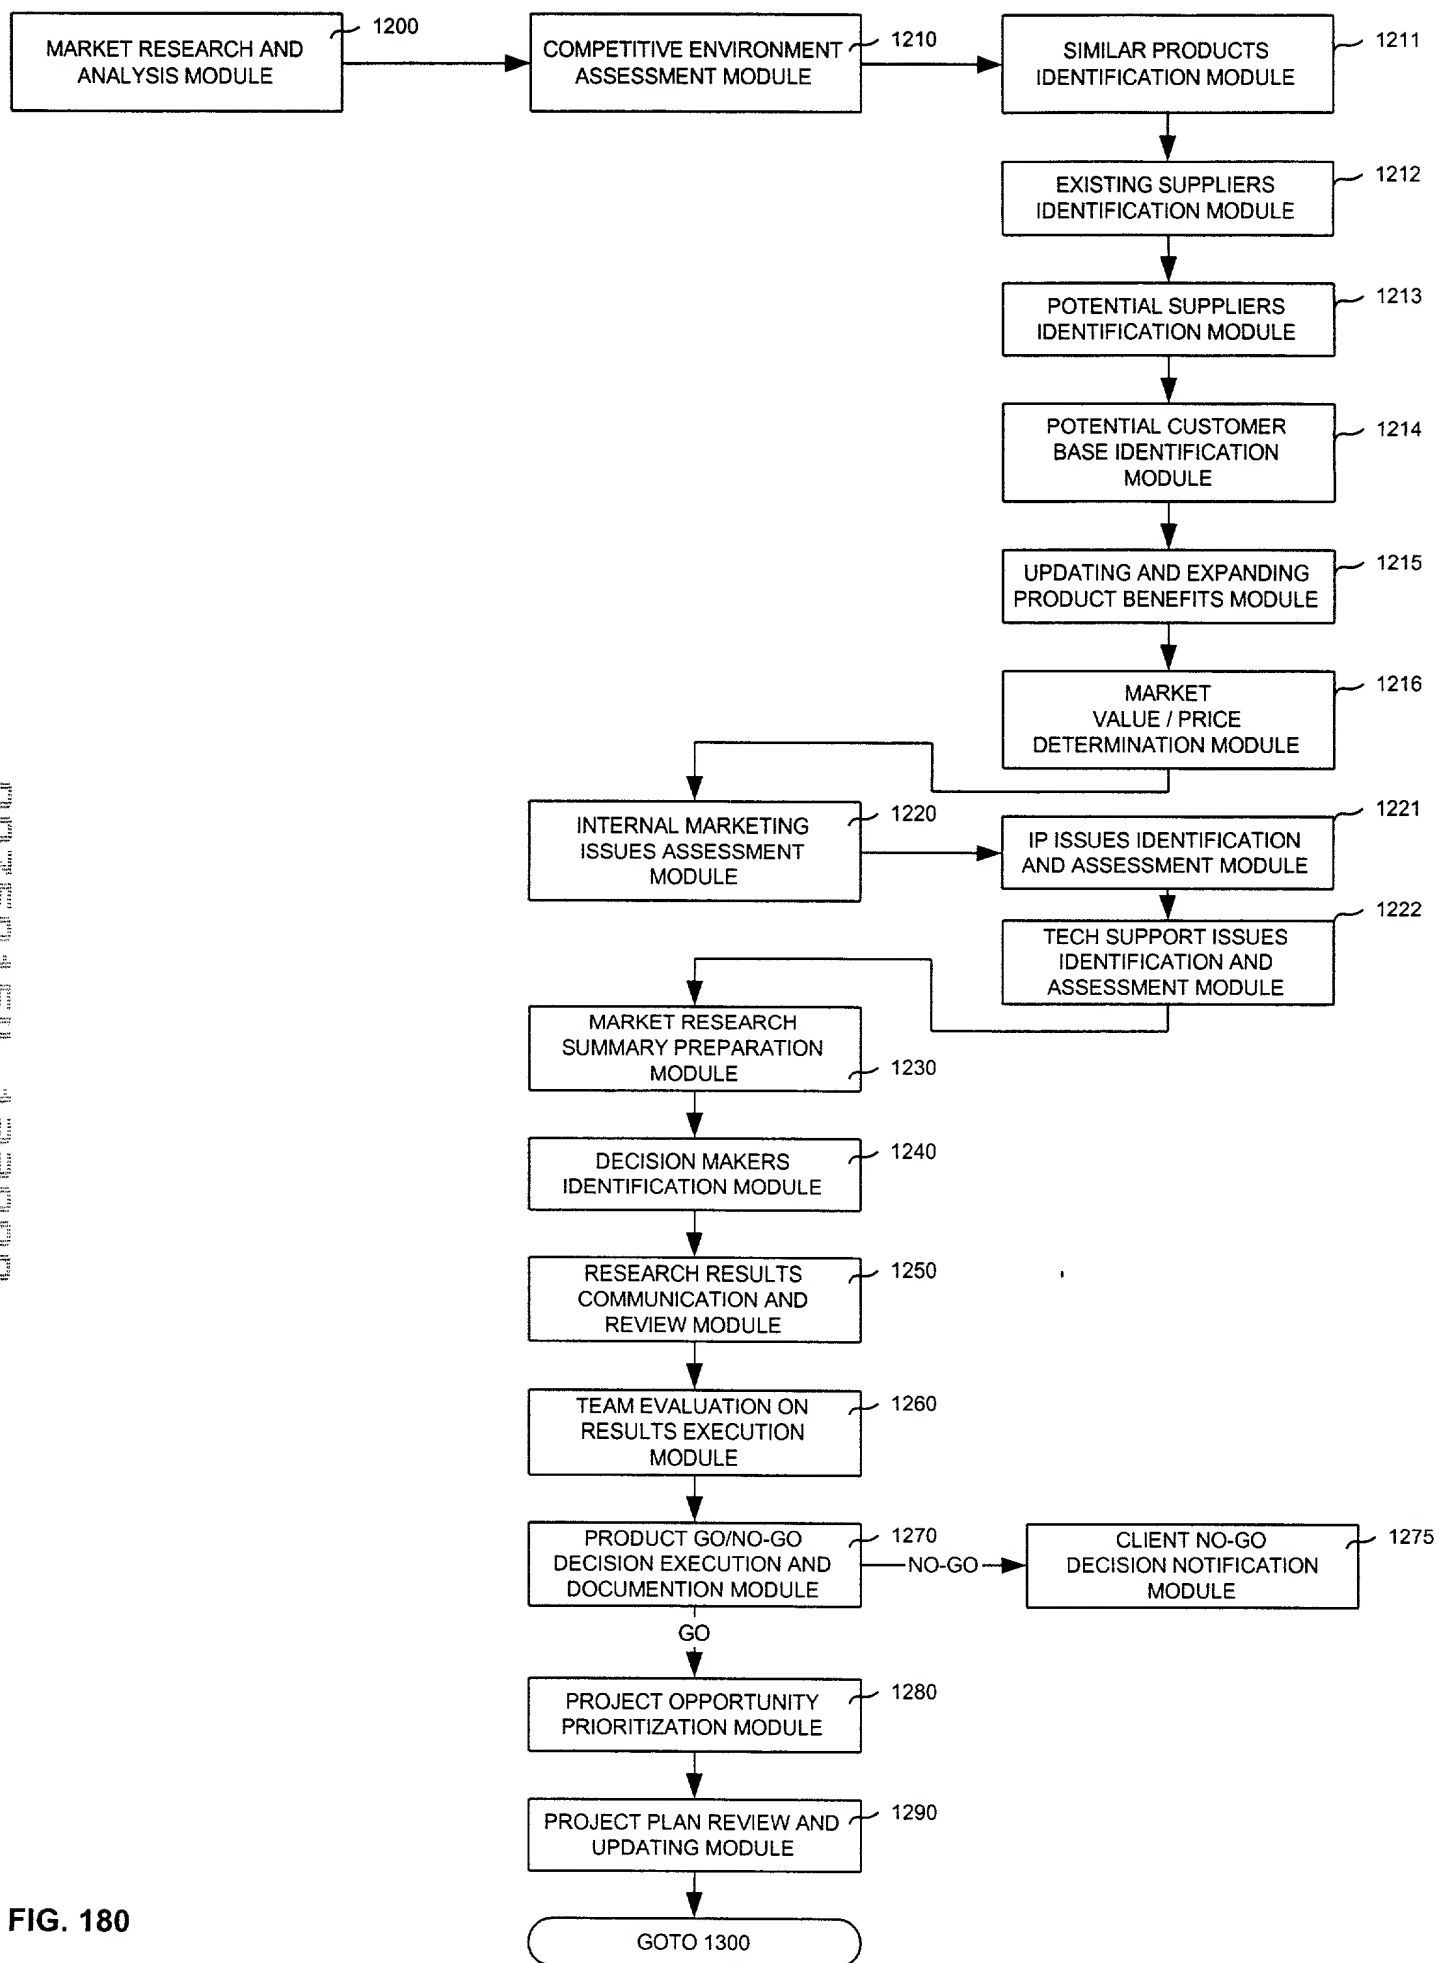 MARKET RESEARCH AND
ANALYSIS MODULE
1200
COMPETITIVE ENVIRONMENT
ASSESSMENT MODULE
1210
SIMILAR PRODUCTS
IDENTIFICATION MODULE
1211
EXISTING SUPPLIERS
IDENTIFICATION MODULE
1212
POTENTIAL SUPPLIERS
IDENTIFICATION MODULE
1213
POTENTIAL CUSTOMER
BASE IDENTIFICATION
MODULE
1214
UPDATING AND EXPANDING
PRODUCT BENEFITS MODULE
1215
MARKET
VALUE / PRICE
DETERMINATION MODULE
1216
INTERNAL MARKETING
ISSUES ASSESSMENT
MODULE
1220
IP ISSUES IDENTIFICATION
AND ASSESSMENT MODULE
1221
TECH SUPPORT ISSUES
IDENTIFICATION AND
ASSESSMENT MODULE
1222
MARKET RESEARCH
SUMMARY PREPARATION
MODULE
1230
DECISION MAKERS
IDENTIFICATION MODULE
1240
RESEARCH RESULTS
COMMUNICATION AND
REVIEW MODULE
1250
TEAM EVALUATION ON
RESULTS EXECUTION
MODULE
1260
PRODUCT GO/NO-GO
DECISION EXECUTION AND
DOCUMENTION MODULE
1270
NO-GO
CLIENT NO-GO
DECISION NOTIFICATION
MODULE
1275
GO
PROJECT OPPORTUNITY
PRIORITIZATION MODULE
1280
PROJECT PLAN REVIEW AND
UPDATING MODULE
1290
GOTO 1300
FIG. 180